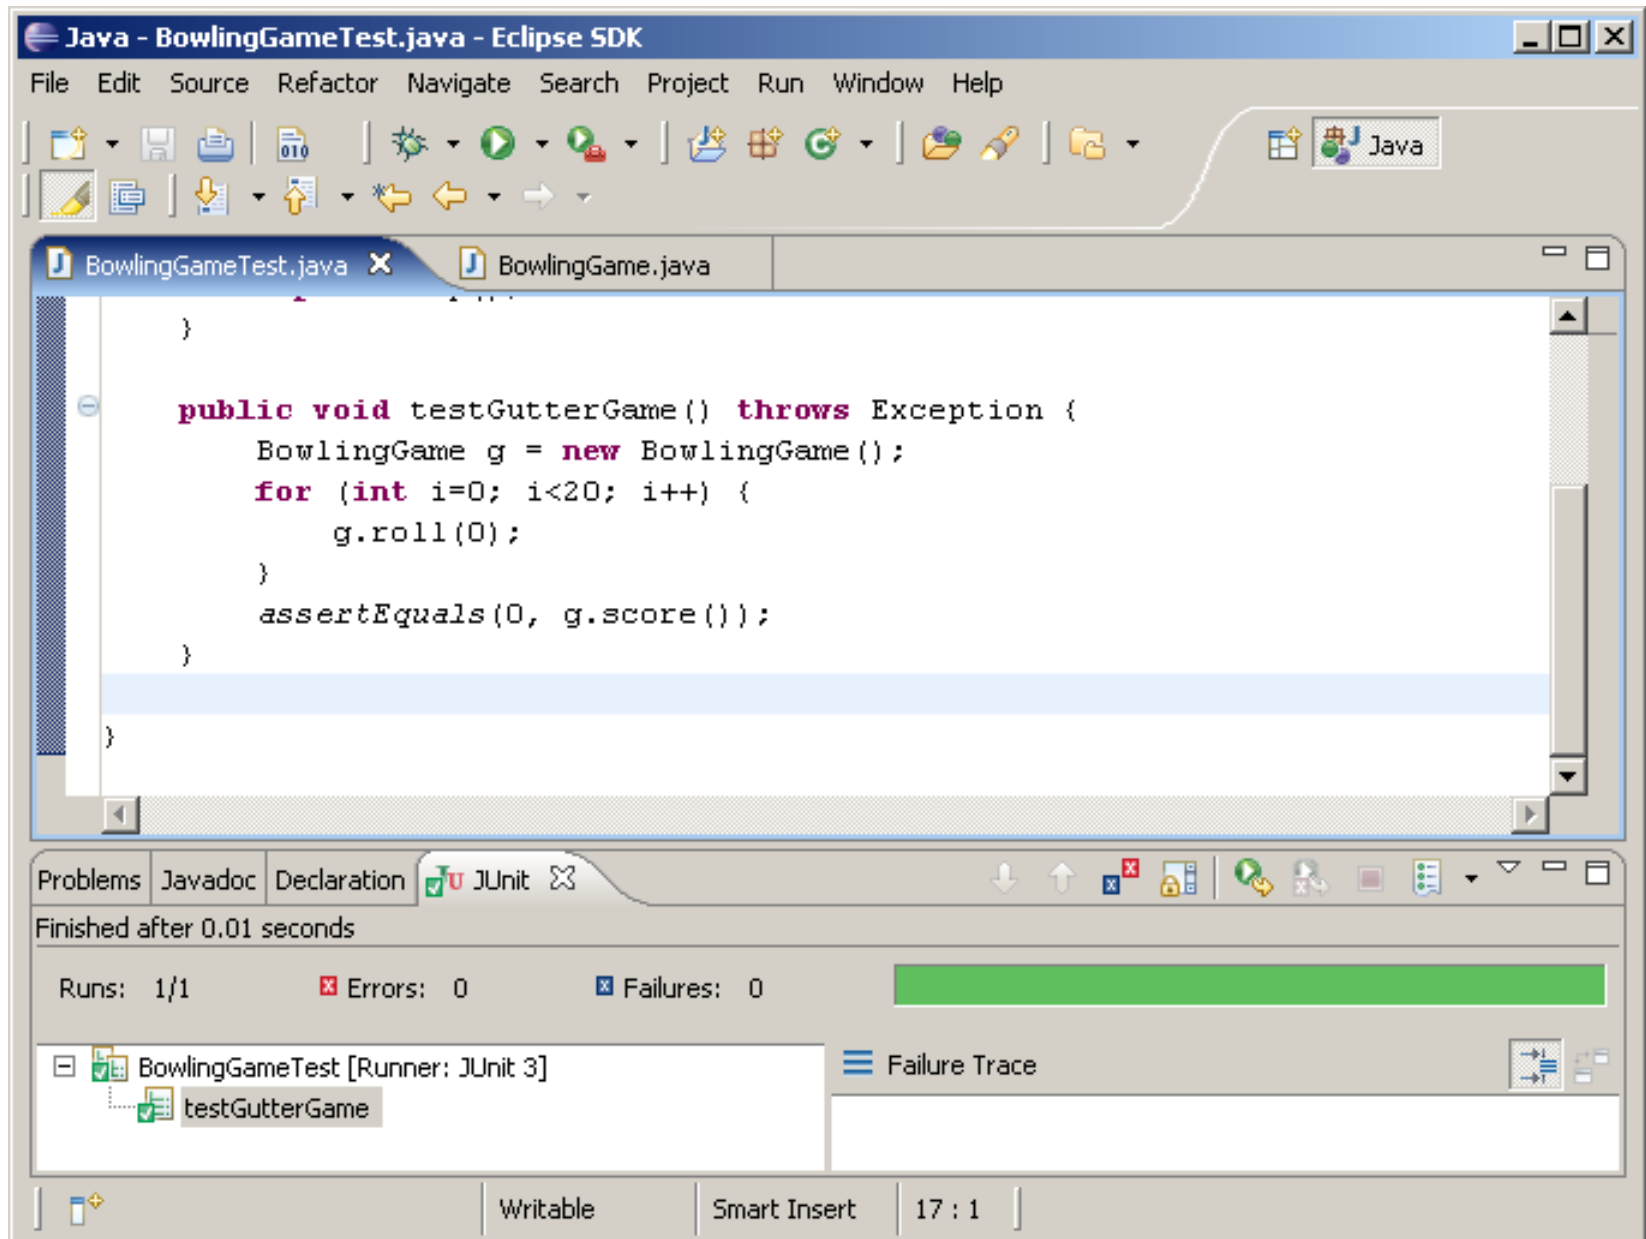 Java - BowlingGameTest.java - Eclipse SDK
File Edit Source Refactor Navigate Search Project Run Window Help
010
Java
BowlingGameTest.java BowlingGame.java
}
public void testGutterGame() throws Exception {
BowlingGame g = new BowlingGame();
for (int i=0; i<20; i++) {
g.roll(0);
}
assertEquals(0, g.score());
}
}
Problems Javadoc Declaration JUnit
Finished after 0.01 seconds
Runs: 1/1 Errors: 0 Failures: 0
BowlingGameTest [Runner: JUnit 3]
Failure Trace
testGutterGame
Writable Smart Insert 17 : 1